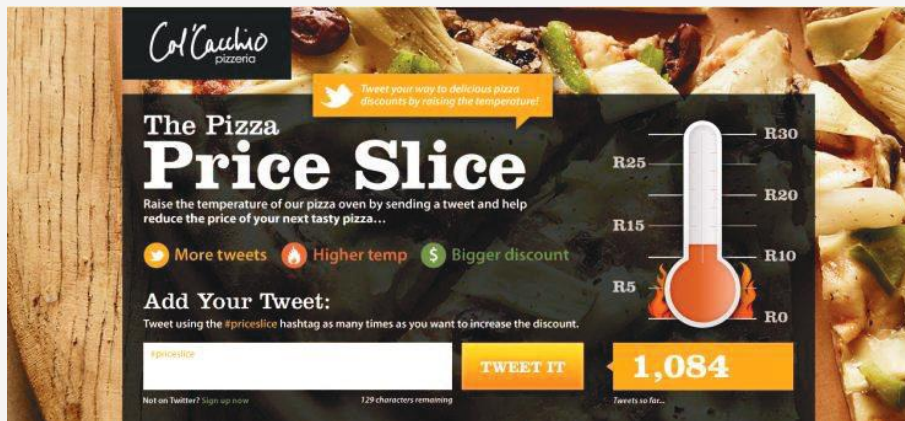 Col'Cacchio
pizzeria
Tweet your way to delicious pizza
discounts by raising the temperature!
The Pizza
Price Slice
Raise the temperature of our pizza oven by sending a tweet and help
reduce the price of your next tasty pizza...
More tweets
Higher temp
$ Bigger discount
Add Your Tweet:
Tweet using the #priceslice hashtag as many times as you want to increase the discount.
#priceslice
TWEET IT
Not on Twitter? Sign up now
129 characters remaining
R30
R25
R20
R15
R10
R5
R0
1,084
Tweets so far...